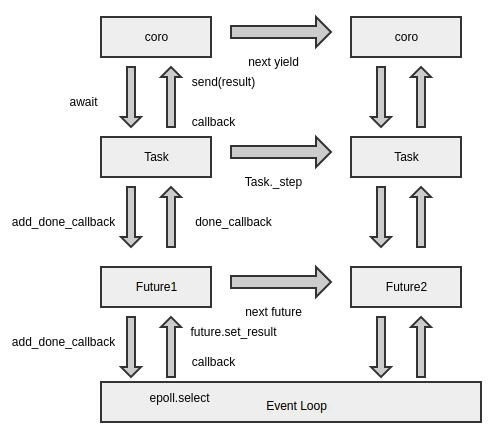 coro
coro
next yield
send(result)
await
callback
Task
Task
Task._step
add_done_callback
done_callback
Future1
Future2
next future
future.set_result
add_done_callback
callback
epoll.select
Event Loop